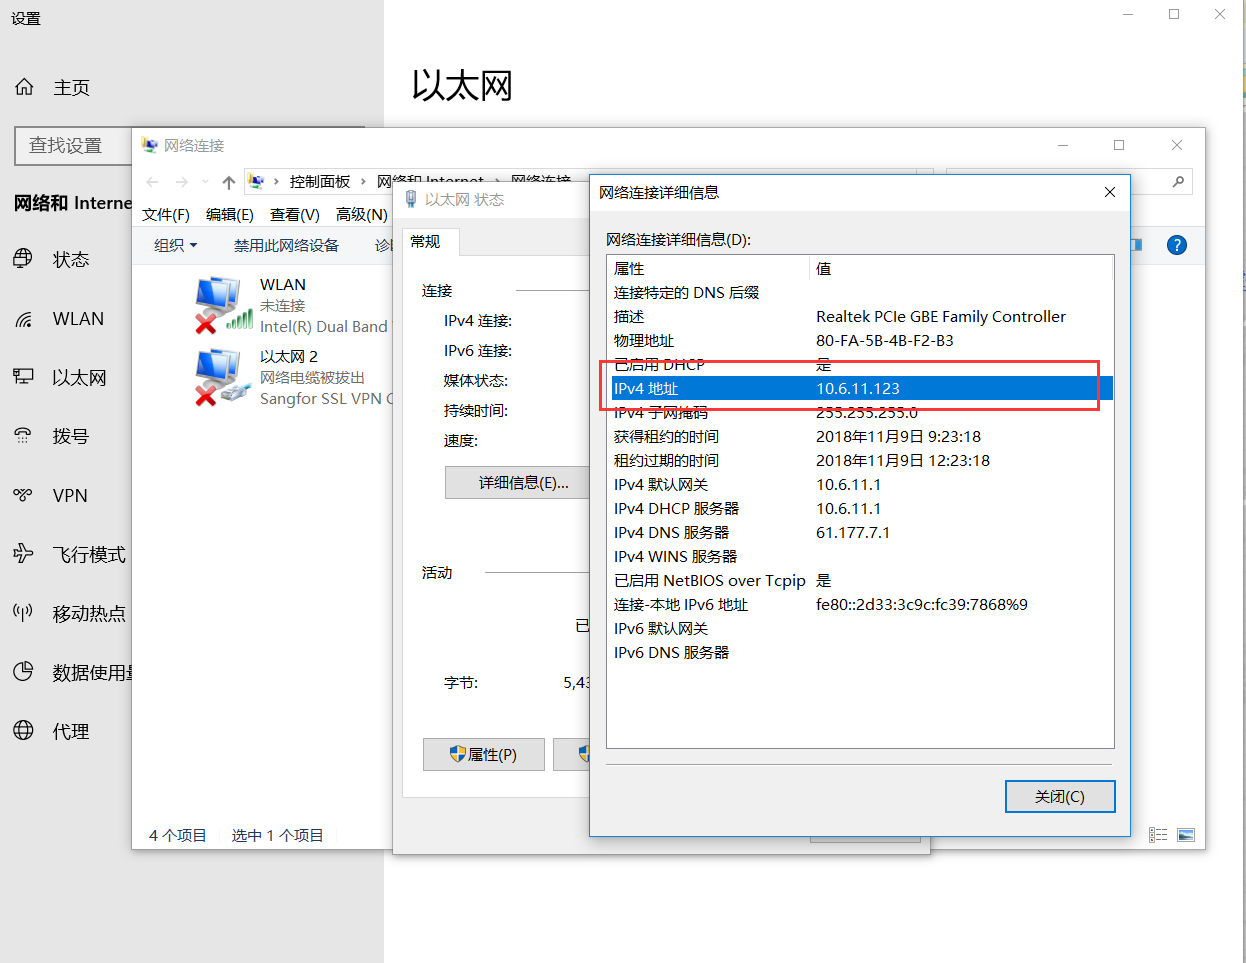 设置
主页
查找设置
网络和 Interne
状态
WLAN
以太网
拨号
VPN
飞行模式
移动热点
数据使用量
代理
以太网
网络连接
控制面板
网络和 Internet
网络连接
文件(F) 编辑(E) 查看(V) 高级(N)
组织 禁用此网络设备 诊
WLAN
未连接
Intel(R) Dual Band
以太网 2
网络电缆被拔出
Sangfor SSL VPN C
4 个项目 选中 1 个项目
以太网 状态
常规
连接
IPv4 连接:
IPv6 连接:
媒体状态:
持续时间:
速度:
详细信息(E)...
活动
已
字节: 5,43
属性(P)
网络连接详细信息
网络连接详细信息(D):
属性 值
连接特定的 DNS 后缀
描述 Realtek PCIe GBE Family Controller
物理地址 80-FA-5B-4B-F2-B3
已启用 DHCP 是
IPv4 地址 10.6.11.123
IPv4 子网掩码 255.255.255.0
获得租约的时间 2018年11月9日 9:23:18
租约过期的时间 2018年11月9日 12:23:18
IPv4 默认网关 10.6.11.1
IPv4 DHCP 服务器 10.6.11.1
IPv4 DNS 服务器 61.177.7.1
IPv4 WINS 服务器
已启用 NetBIOS over Tcpip 是
连接-本地 IPv6 地址 fe80::2d33:3c9c:fc39:7868%9
IPv6 默认网关
IPv6 DNS 服务器
关闭(C)